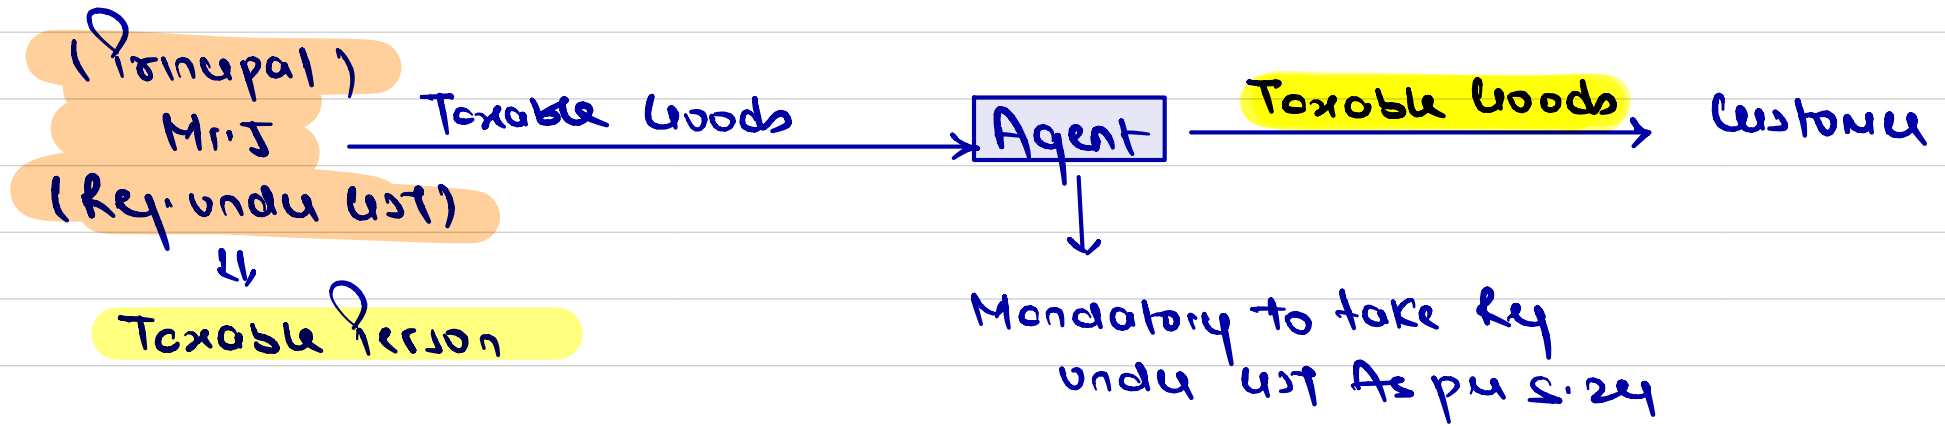 (Principal)
Mr. J
(Reg. under GST)
Taxable Person
Taxable Goods
Agent
Mandatory to take Reg
under GST As per S.24
Taxable Goods
Customer